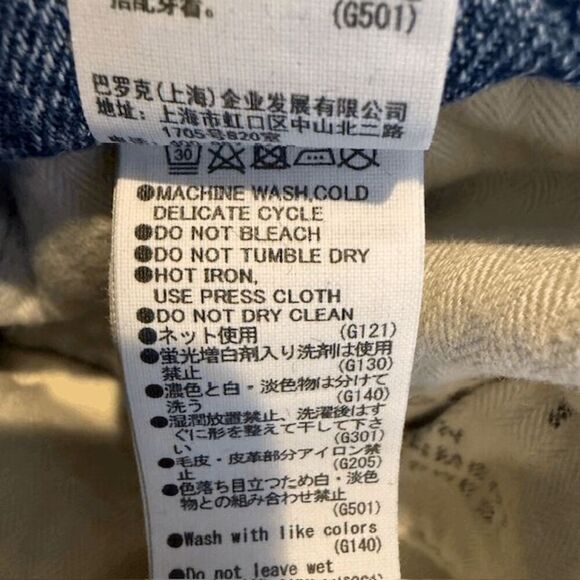 搭配穿着。
(G501)
巴罗克(上海)企业发展有限公司
地址: 上海市虹口区中山北二路
1705号820室
30
●MACHINE WASH,COLD
DELICATE CYCLE
●DO NOT BLEACH
●DO NOT TUMBLE DRY
●HOT IRON,
USE PRESS CLOTH
●DO NOT DRY CLEAN
●ネット使用 (G121)
●蛍光増白剤入り洗剤は使用
禁止 (G130)
●濃色と白・淡色物は分けて
洗う (G140)
●湿潤放置禁止、洗濯後はす
ぐに形を整えて干して下さ
い (G301)
●毛皮・皮革部分アイロン禁
止 (G205)
●色落ち目立つため白・淡色
物との組み合わせ禁止
(G501)
●Wash with like colors
(G140)
●Do not leave wet